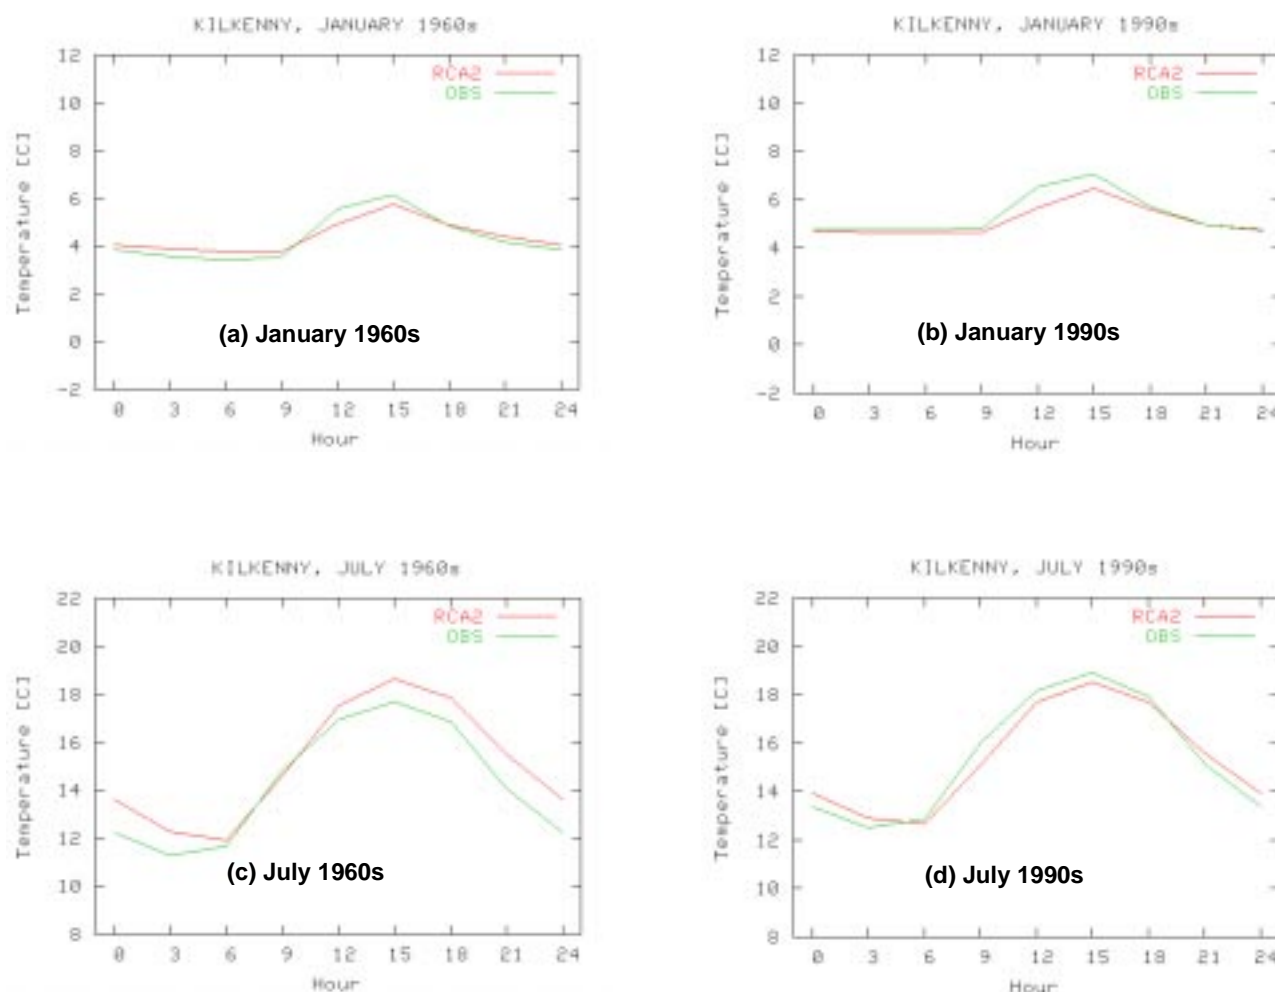 KILKENNY, JANUARY 1960s
12
10
8
6
4
2
0
-2
Temperature [C]
RCA2
OBS
(a) January 1960s
0 3 6 9 12 15 18 21 24
Hour
KILKENNY, JANUARY 1990s
12
10
8
6
4
2
0
-2
Temperature [C]
RCA2
OBS
(b) January 1990s
0 3 6 9 12 15 18 21 24
Hour
KILKENNY, JULY 1960s
22
20
18
16
14
12
10
8
Temperature [C]
RCA2
OBS
(c) July 1960s
0 3 6 9 12 15 18 21 24
Hour
KILKENNY, JULY 1990s
22
20
18
16
14
12
10
8
Temperature [C]
RCA2
OBS
(d) July 1990s
0 3 6 9 12 15 18 21 24
Hour